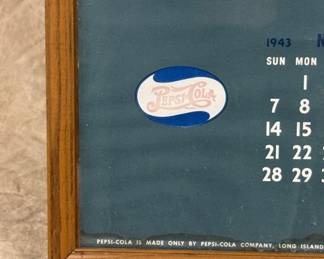 1943
SUN MON
1
7 8
14 15
21 22
28 29
PEPSI-COLA
PEPSI-COLA IS MADE ONLY BY PEPSI-COLA COMPANY, LONG ISLAND